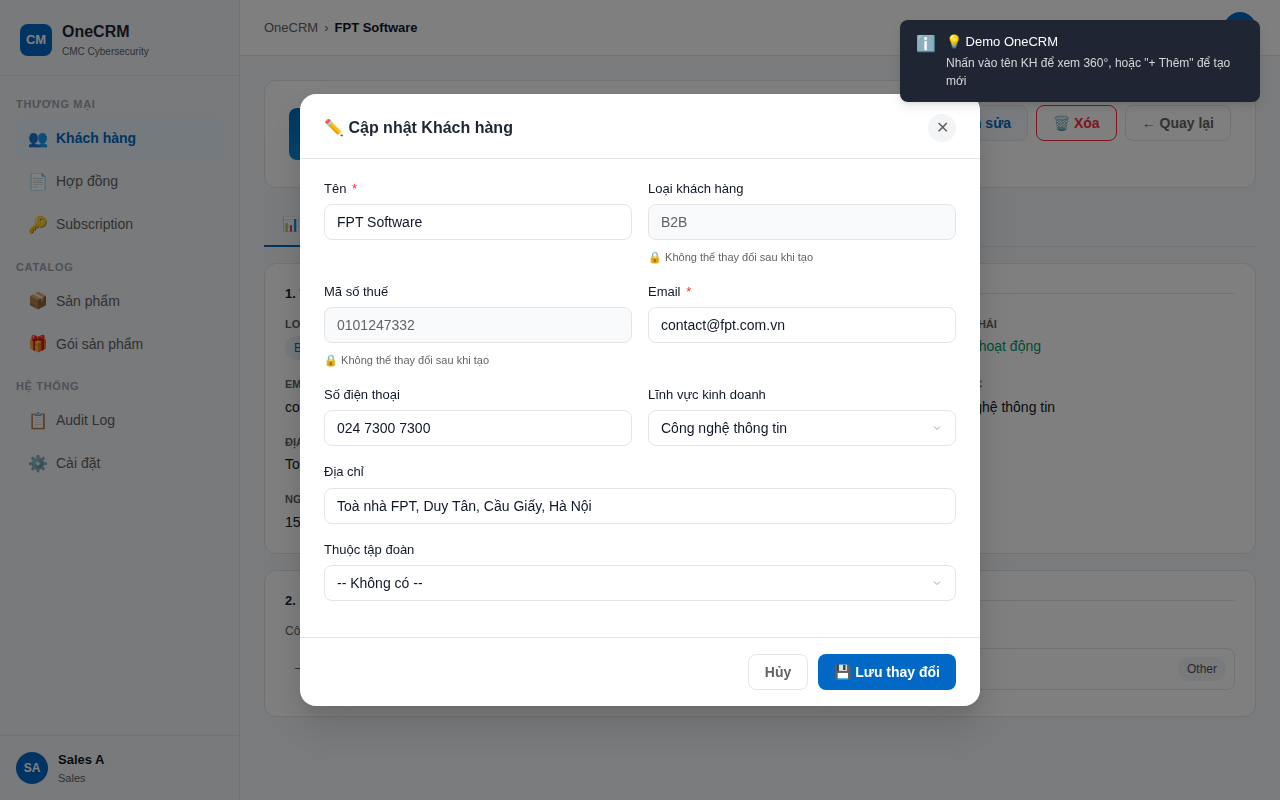 CM
OneCRM
CMC Cybersecurity
THƯƠNG MẠI
👥 Khách hàng
📄 Hợp đồng
🔑 Subscription
CATALOG
📦 Sản phẩm
🎁 Gói sản phẩm
HỆ THỐNG
📋 Audit Log
⚙️ Cài đặt
SA
Sales A
Sales
OneCRM › FPT Software
ℹ️ 💡 Demo OneCRM
Nhấn vào tên KH để xem 360°, hoặc "+ Thêm" để tạo
mới
sửa
🗑️ Xóa
← Quay lại
✏️ Cập nhật Khách hàng
✕
Tên *
FPT Software
Loại khách hàng
B2B
🔒 Không thể thay đổi sau khi tạo
Mã số thuế
0101247332
🔒 Không thể thay đổi sau khi tạo
Email *
contact@fpt.com.vn
Số điện thoại
024 7300 7300
Lĩnh vực kinh doanh
Công nghệ thông tin
Địa chỉ
Toà nhà FPT, Duy Tân, Cầu Giấy, Hà Nội
Thuộc tập đoàn
-- Không có --
Hủy
💾 Lưu thay đổi
1.
hoạt động
thông tin
15
2.
Other